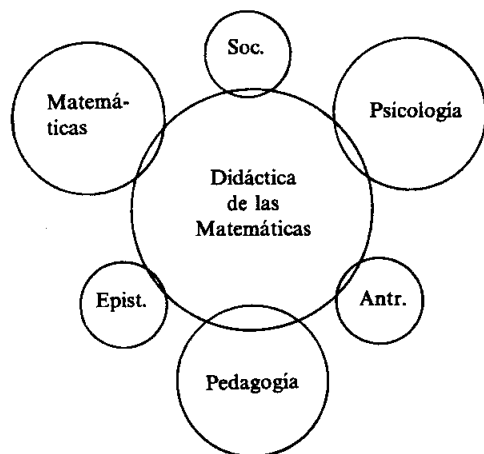 Soc.
Matemá-
ticas
Psicología
Didáctica
de las
Matemáticas
Epist.
Antr.
Pedagogía